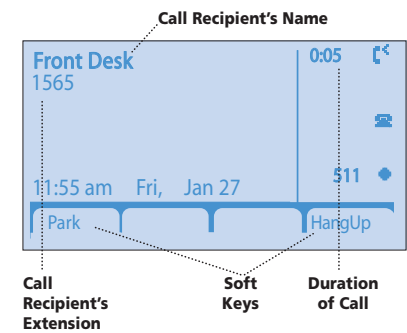 Call Recipient's Name
Front Desk
0:05
1565
511
11:55 am Fri, Jan 27
Park
HangUp
Call
Recipient's
Extension
Soft
Keys
Duration
of Call